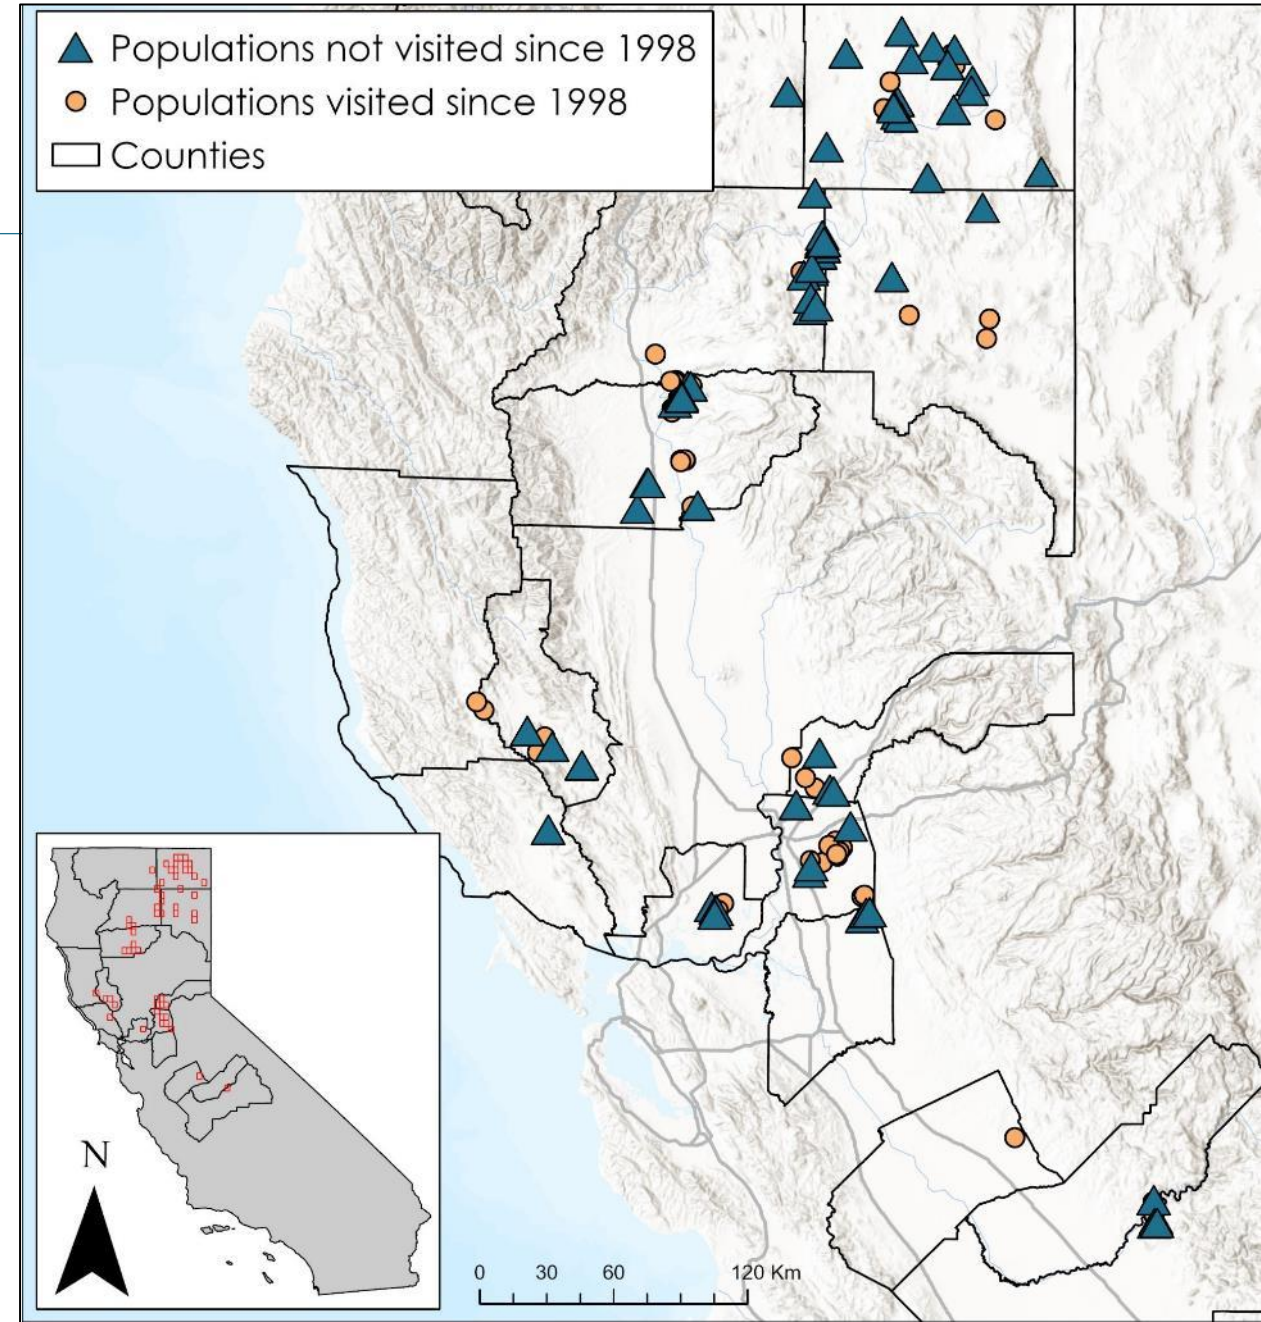 Populations not visited since 1998
Populations visited since 1998
Counties
N
0 30 60 120 Km